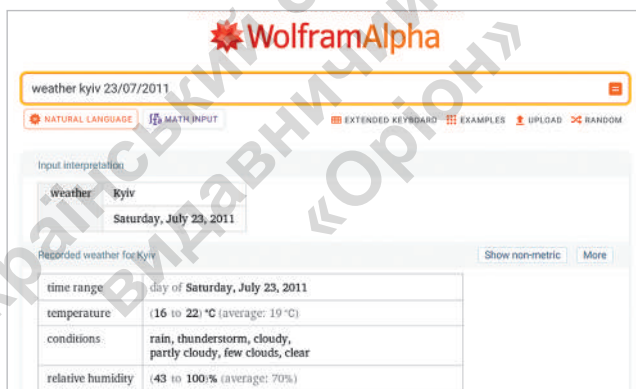 WolframAlpha
weather kyiv 23/07/2011
NATURAL LANGUAGE
MATH INPUT
EXTENDED KEYBOARD
EXAMPLES
UPLOAD
RANDOM
Input interpretation
weather Kyiv
Saturday, July 23, 2011
Recorded weather for Kyiv Show non-metric More
time range day of Saturday, July 23, 2011
temperature (16 to 22) °C (average: 19 °C)
conditions rain, thunderstorm, cloudy,
partly cloudy, few clouds, clear
relative humidity (43 to 100)% (average: 70%)
видавничий
«Оріон»